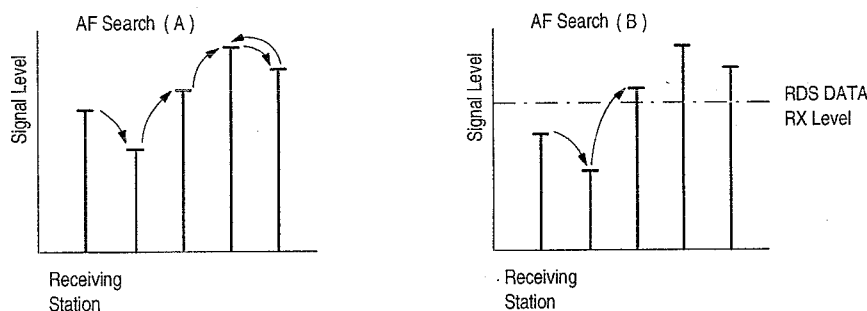 AF Search ( A )
Signal Level
Receiving
Station
AF Search ( B )
Signal Level
RDS DATA
RX Level
Receiving
Station